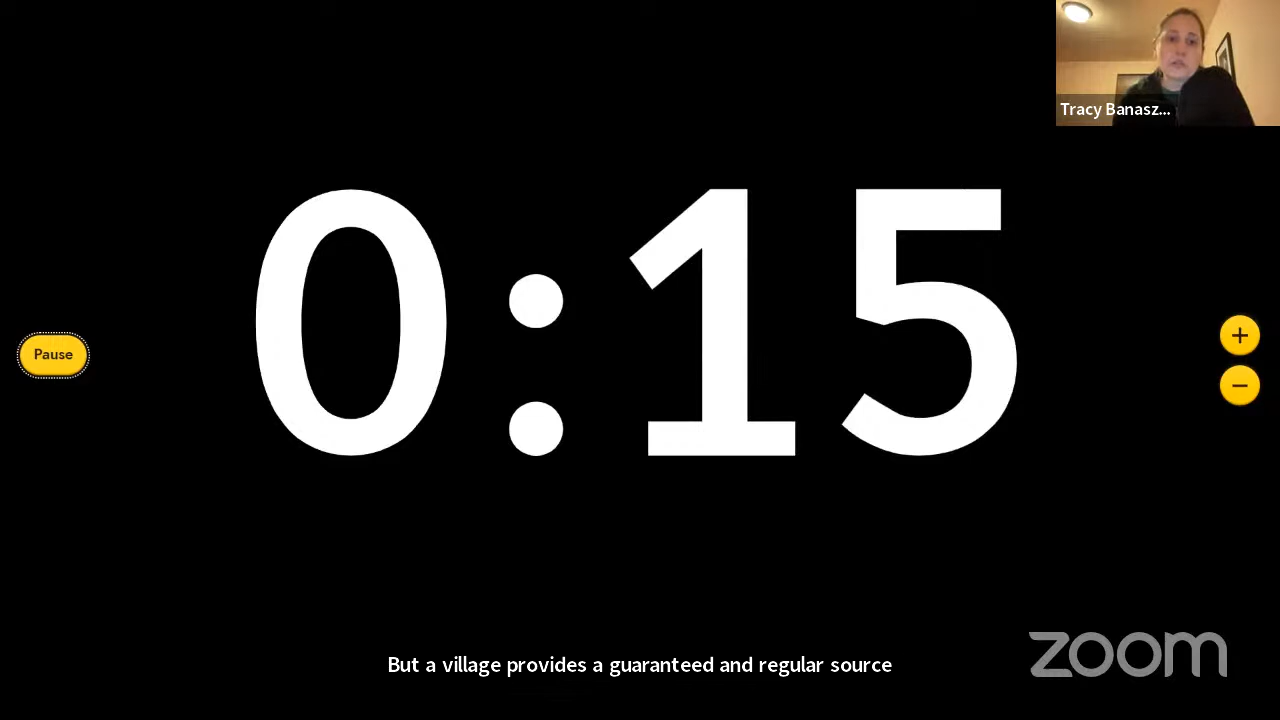 Tracy Banasz...
0:15
Pause
+
−
But a village provides a guaranteed and regular source
zoom